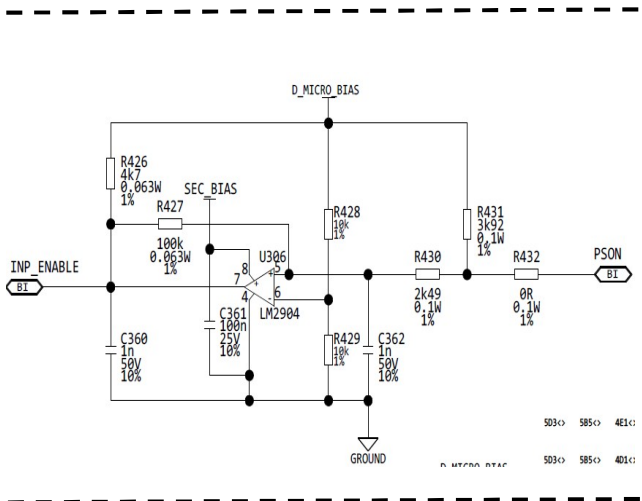 D_MICRO_BIAS
R426
4k7
0.063W
1%
SEC_BIAS
R427
100k
0.063W
1%
R428
10k
1%
R431
3k92
0.1W
1%
INP_ENABLE
BI
U306
8
5
7
4
6
+
+
-
LM2904
R430
2k49
0.1W
1%
R432
0R
0.1W
1%
PSON
BI
C360
1n
50V
10%
C361
100n
25V
10%
R429
10k
1%
C362
1n
50V
10%
GROUND
5D3<> 5B5<> 4E1<>
5D3<> 5B5<> 4D1<>